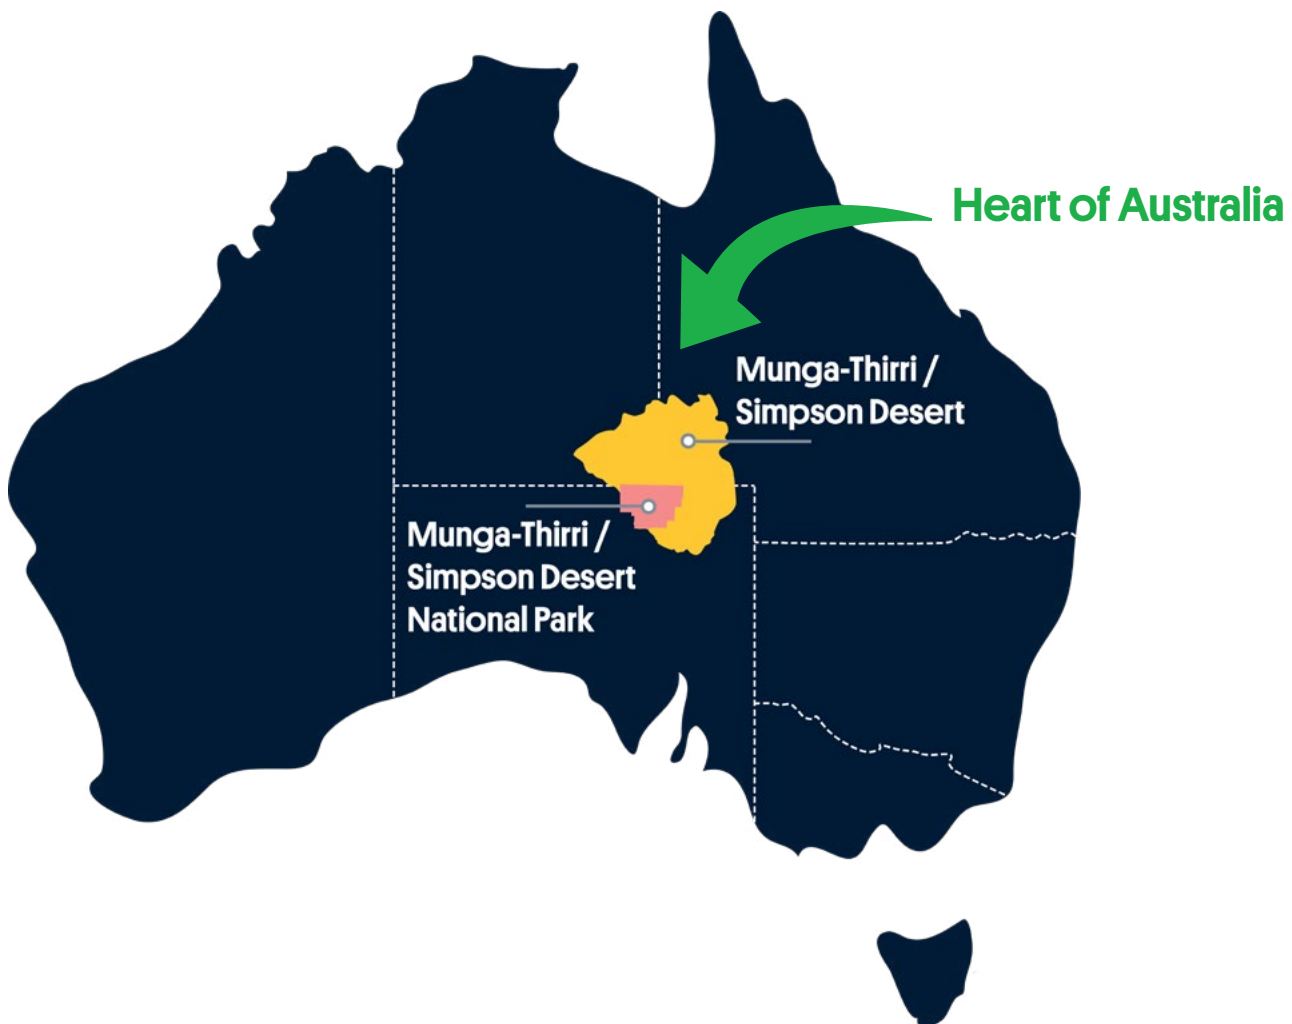 Heart of Australia
Munga-Thirri /
Simpson Desert
Munga-Thirri /
Simpson Desert
National Park